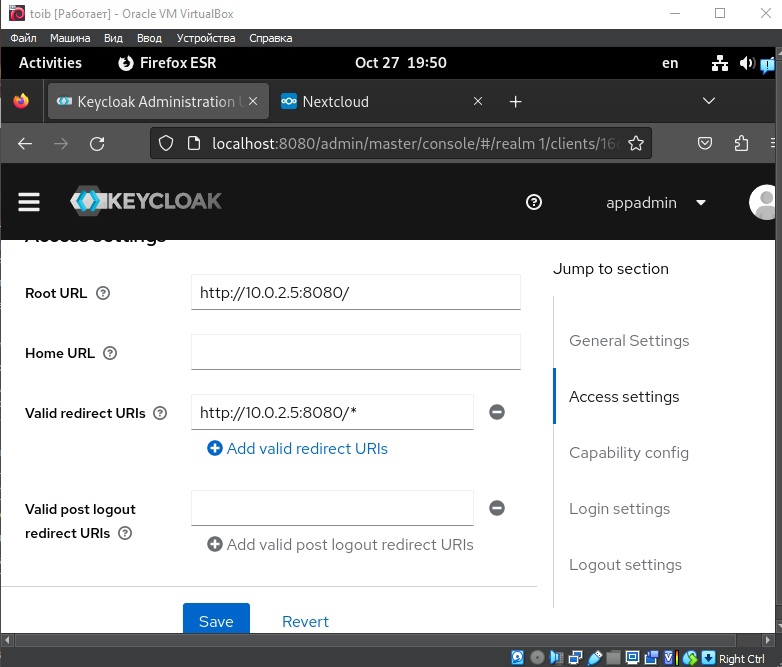 toib [Работает] - Oracle VM VirtualBox
Файл Машина Вид Ввод Устройства Справка
Activities Firefox ESR Oct 27 19:50 en
Keycloak Administration Nextcloud
localhost:8080/admin/master/console/#/realm 1/clients/16
KEYCLOAK appadmin
Access settings
Jump to section
Root URL http://10.0.2.5:8080/
General Settings
Home URL
Access settings
Valid redirect URIs http://10.0.2.5:8080/*
Add valid redirect URIs
Capability config
Valid post logout redirect URIs
Login settings
Add valid post logout redirect URIs
Logout settings
Save Revert
Right Ctrl